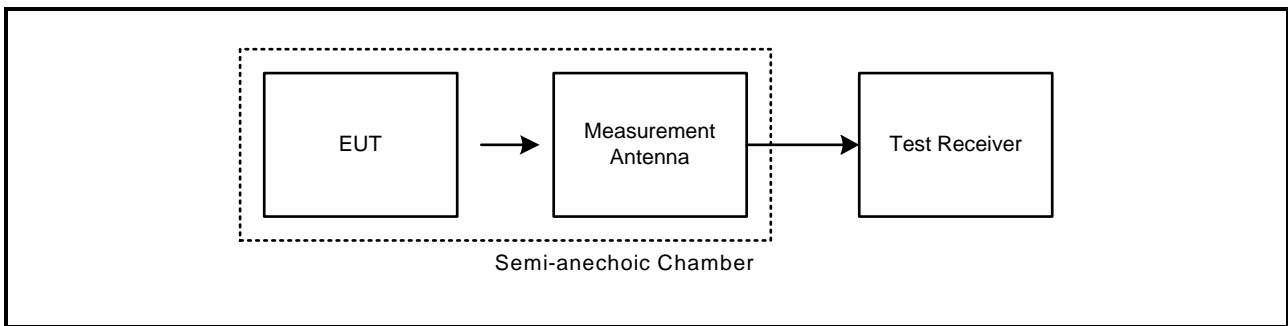 EUT
Measurement
Antenna
Test Receiver
Semi-anechoic Chamber